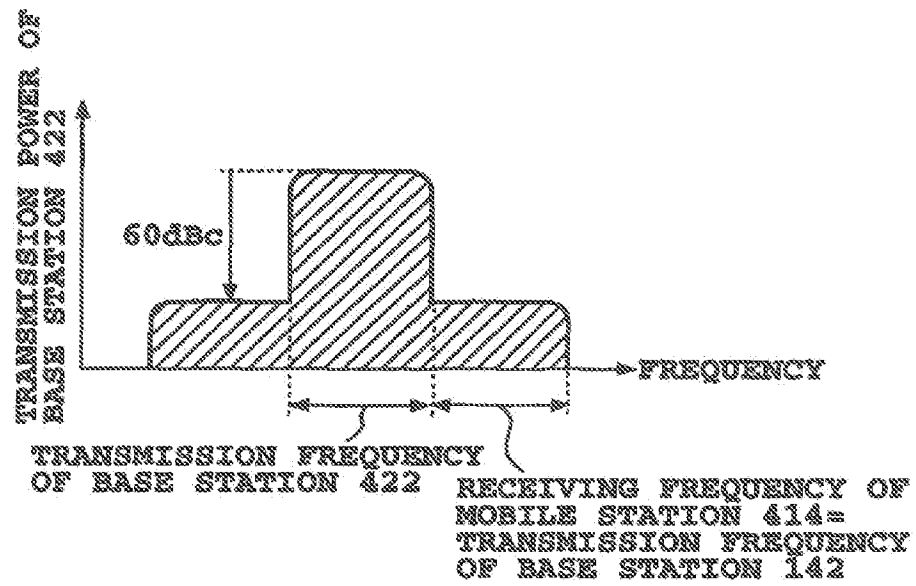 TRANSMISSION POWER OF
BASE STATION 422
60dBc
FREQUENCY
TRANSMISSION FREQUENCY
OF BASE STATION 422
RECEIVING FREQUENCY OF
MOBILE STATION 414=
TRANSMISSION FREQUENCY
OF BASE STATION 142